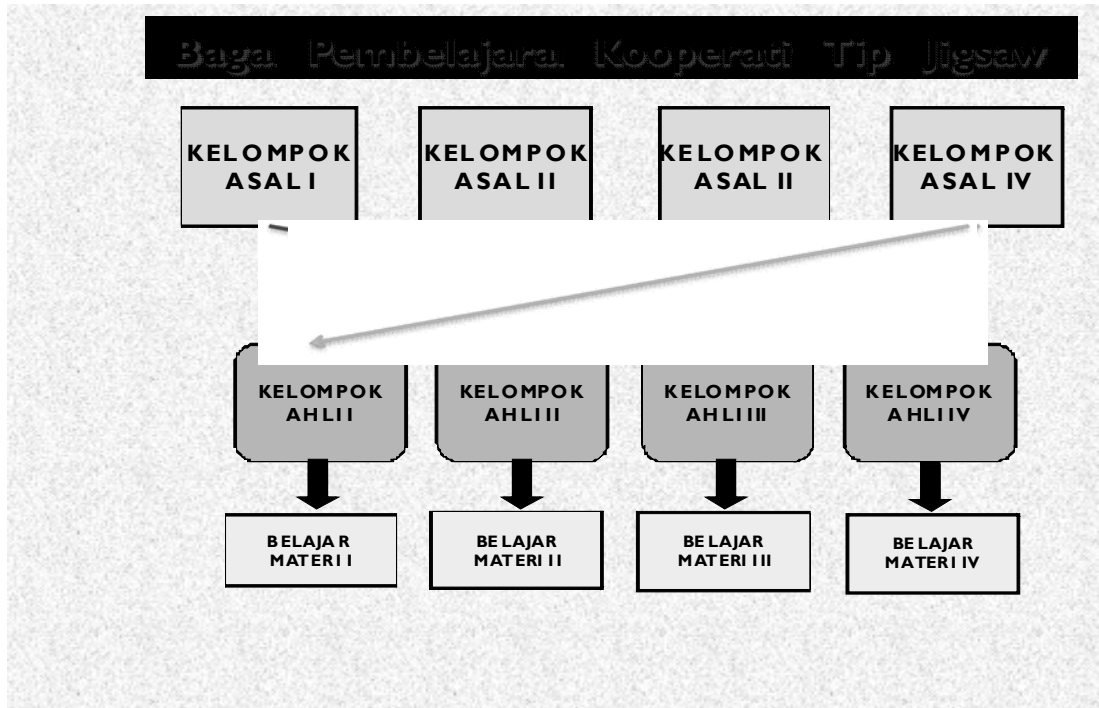 Baga Pembelajara Kooperati Tip Jigsaw
KELOMPOK
ASAL I
KELOMPOK
ASAL II
KELOMPOK
ASAL II
KELOMPOK
ASAL IV
KELOMPOK
AHLI I
KELOMPOK
AHLI II
KELOMPOK
AHLI III
KELOMPOK
AHLI IV
BELAJAR
MATERI I
BELAJAR
MATERI II
BELAJAR
MATERI III
BELAJAR
MATERI IV